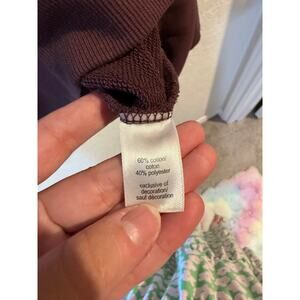 60% cotton/
coton
40% polyester
exclusive of
decoration/
sauf décoration